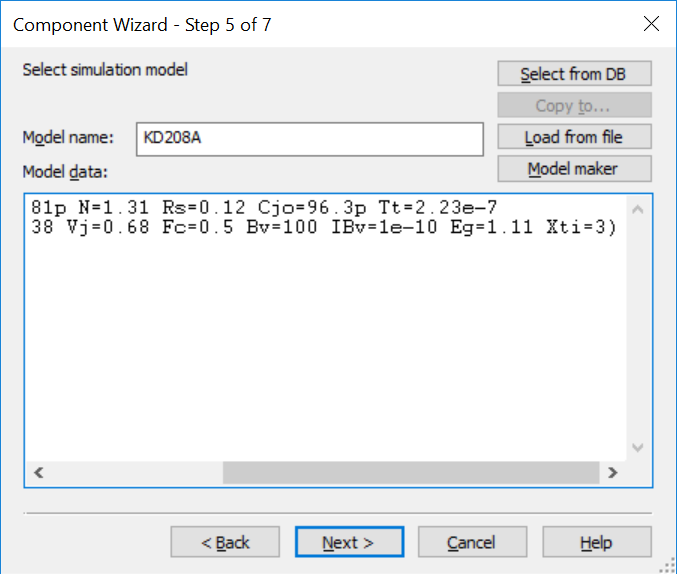 Component Wizard - Step 5 of 7
Select simulation model
Select from DB
Copy to...
Model name:
KD208A
Load from file
Model data:
Model maker
81p N=1.31 Rs=0.12 Cjo=96.3p Tt=2.23e-7
38 Vj=0.68 Fc=0.5 Bv=100 IBv=1e-10 Eg=1.11 Xti=3)
< Back
Next >
Cancel
Help